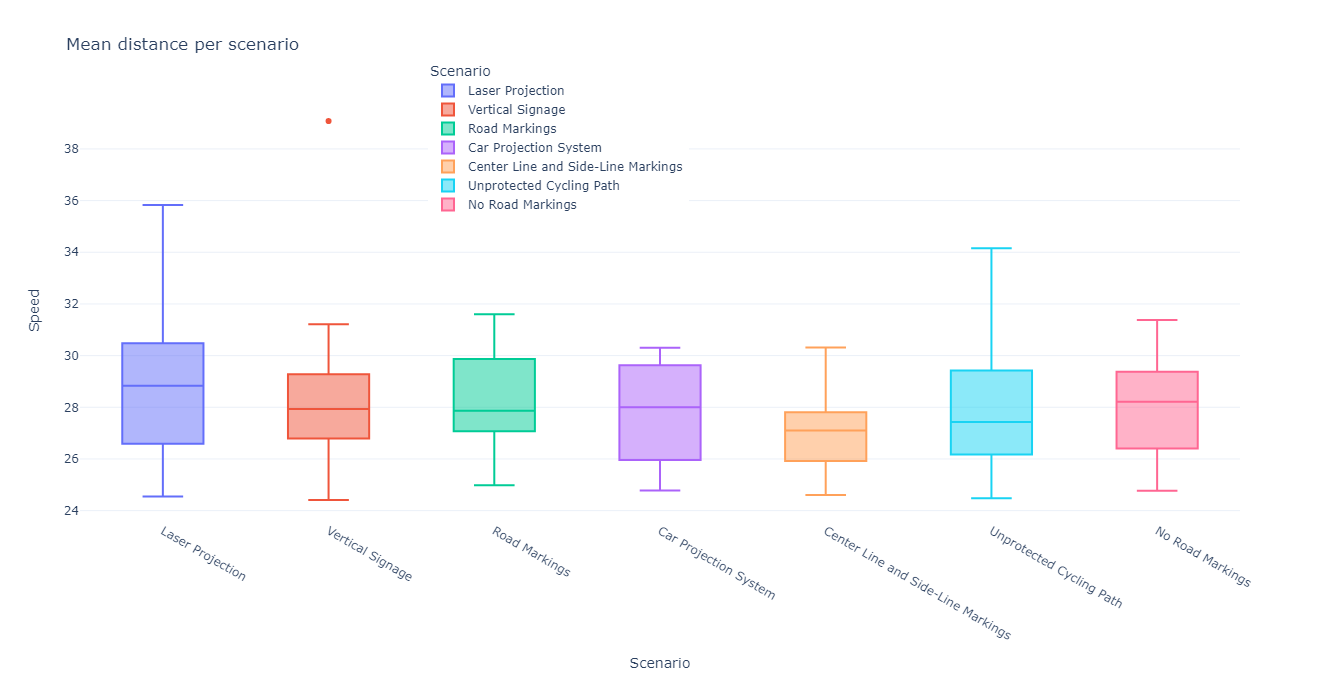 Mean distance per scenario
Scenario
Laser Projection
Vertical Signage
Road Markings
Car Projection System
Center Line and Side-Line Markings
Unprotected Cycling Path
No Road Markings
38
36
34
32
30
28
26
24
Speed
Laser Projection
Vertical Signage
Road Markings
Car Projection System
Center Line and Side-Line Markings
Unprotected Cycling Path
No Road Markings
Scenario